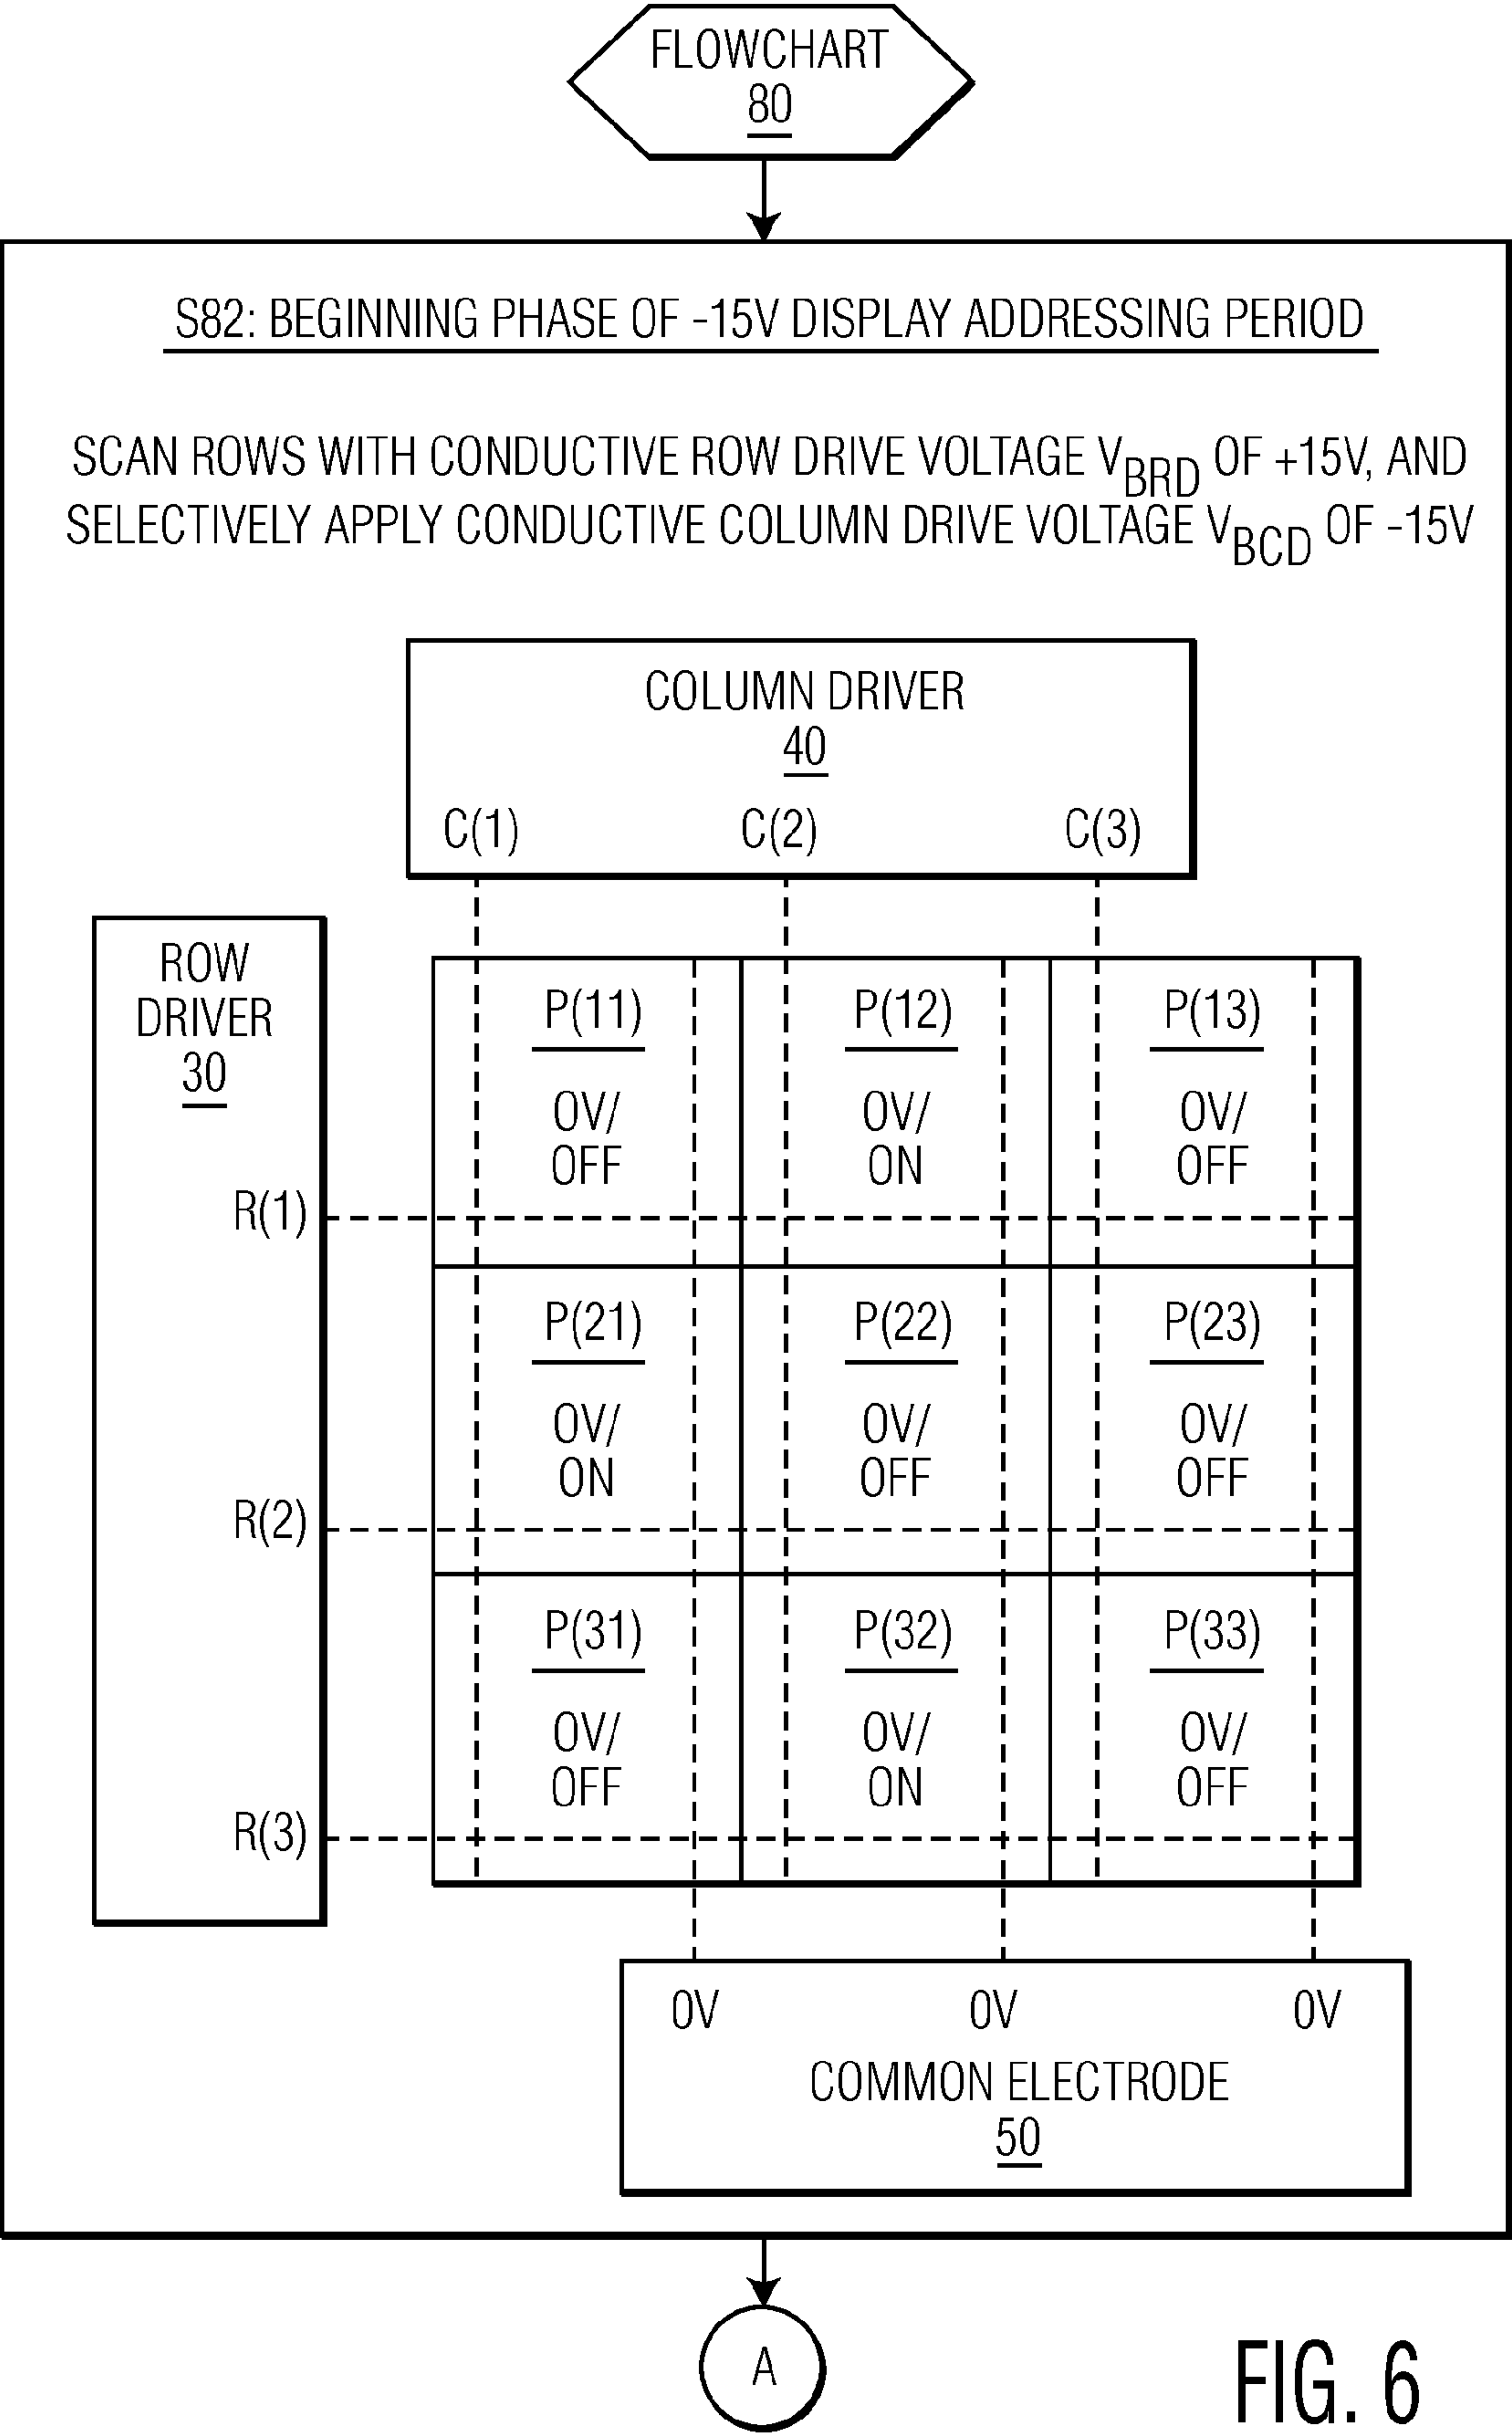 FLOWCHART
80
S82: BEGINNING PHASE OF -15V DISPLAY ADDRESSING PERIOD
SCAN ROWS WITH CONDUCTIVE ROW DRIVE VOLTAGE VBRD OF +15V, AND
SELECTIVELY APPLY CONDUCTIVE COLUMN DRIVE VOLTAGE VBCD OF -15V
COLUMN DRIVER
40
C(1) C(2) C(3)
ROW
DRIVER
30
P(11) P(12) P(13)
0V/ 0V/ 0V/
OFF ON OFF
R(1)
P(21) P(22) P(23)
0V/ 0V/ 0V/
ON OFF OFF
R(2)
P(31) P(32) P(33)
0V/ 0V/ 0V/
OFF ON OFF
R(3)
0V 0V 0V
COMMON ELECTRODE
50
A
FIG. 6